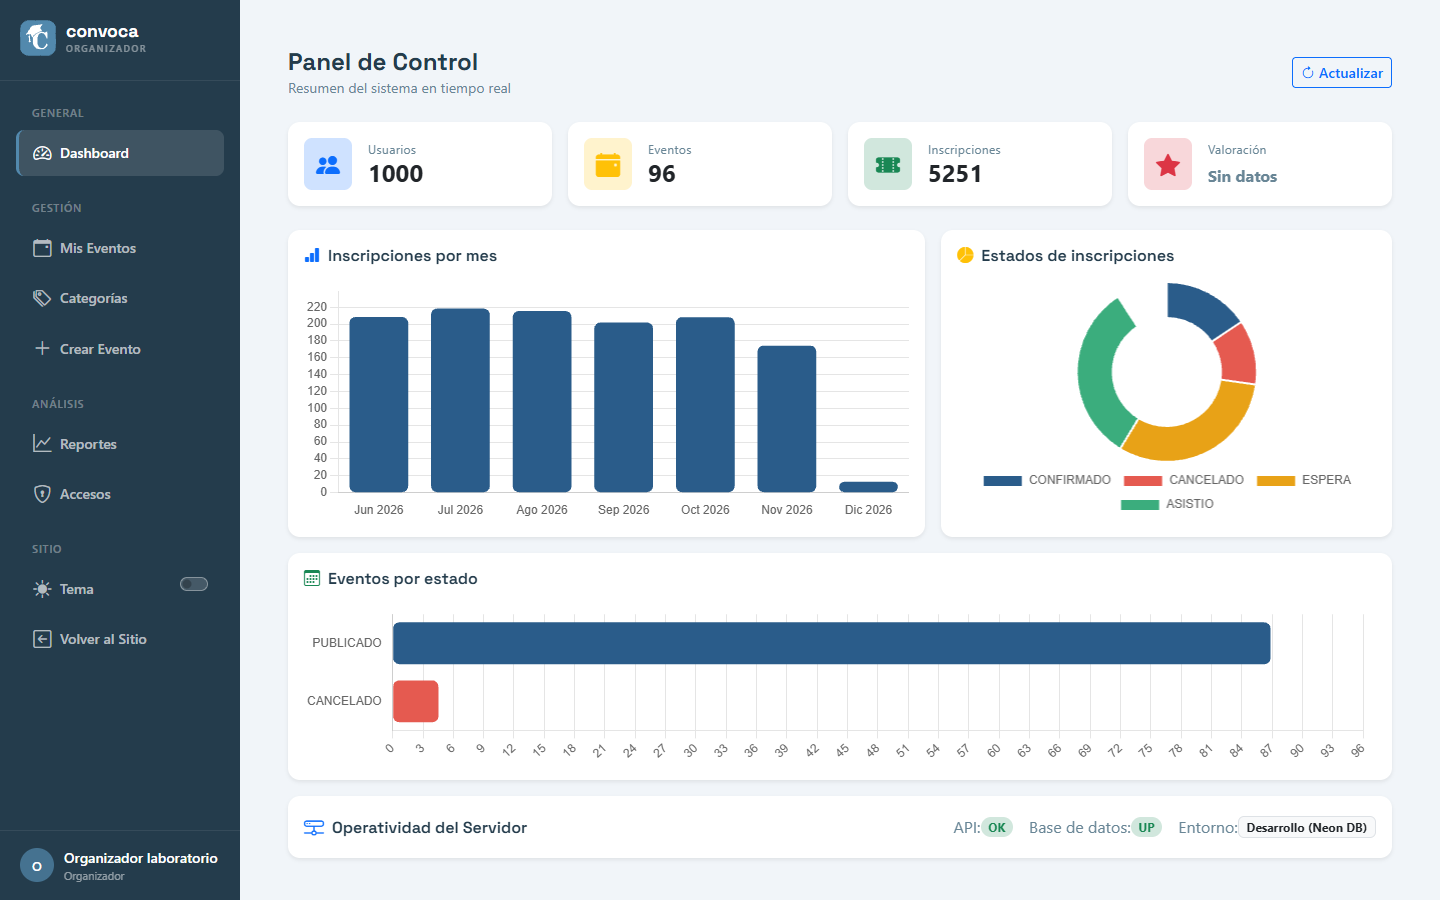 convoca
ORGANIZADOR
GENERAL
Dashboard
GESTIÓN
Mis Eventos
Categorías
Crear Evento
ANÁLISIS
Reportes
Accesos
SITIO
Tema
Volver al Sitio
O
Organizador laboratorio
Organizador
Panel de Control
Resumen del sistema en tiempo real
Actualizar
Usuarios
1000
Eventos
96
Inscripciones
5251
Valoración
Sin datos
Inscripciones por mes
220
200
180
160
140
120
100
80
60
40
20
0
Jun 2026 Jul 2026 Ago 2026 Sep 2026 Oct 2026 Nov 2026 Dic 2026
Estados de inscripciones
CONFIRMADO CANCELADO ESPERA
ASISTIO
Eventos por estado
PUBLICADO
CANCELADO
0 3 6 9 12 15 18 21 24 27 30 33 36 39 42 45 48 51 54 57 60 63 66 69 72 75 78 81 84 87 90 93 96
Operatividad del Servidor
API: OK Base de datos: UP Entorno: Desarrollo (Neon DB)